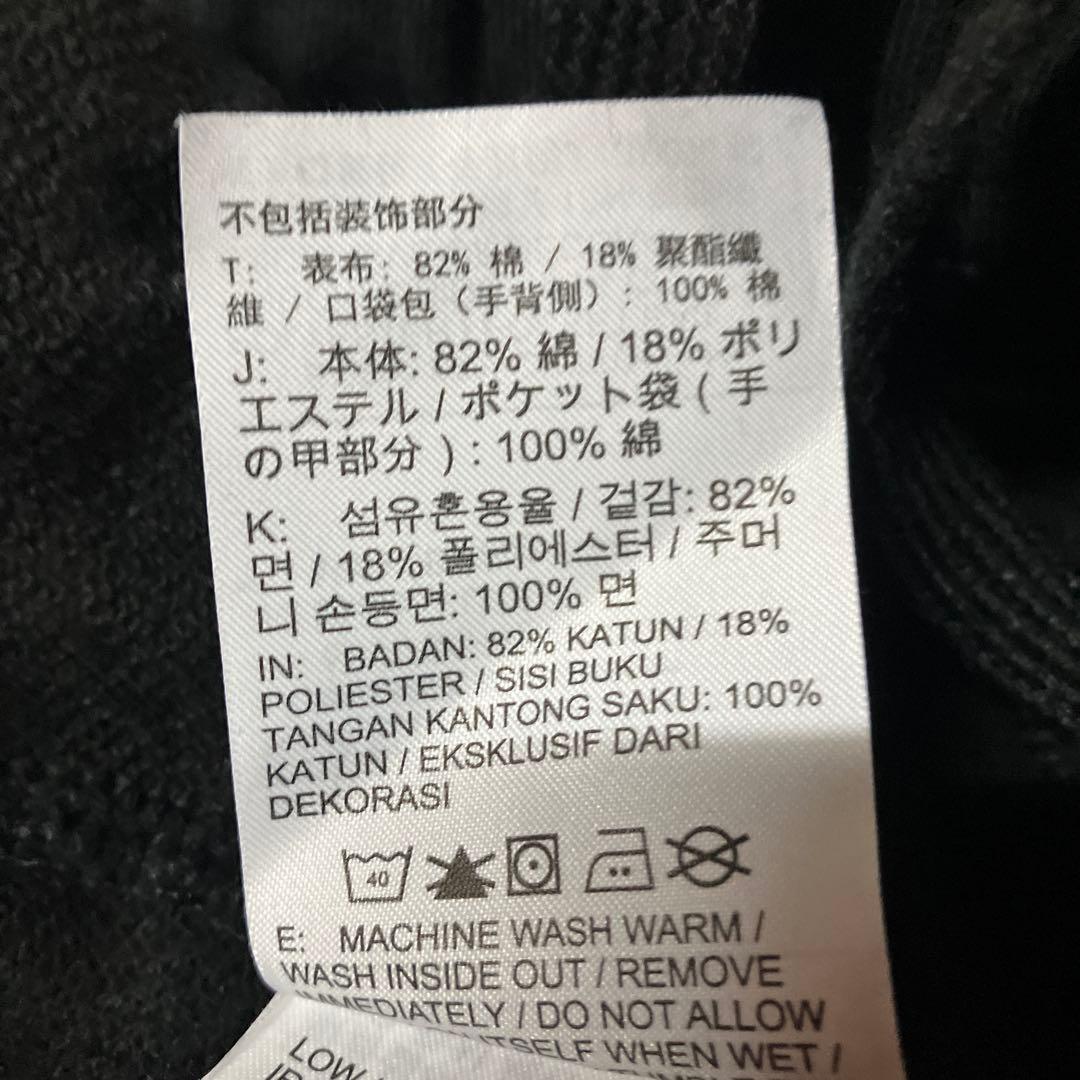 不包括装饰部分
T: 表布: 82% 棉 / 18% 聚酯纖
維 / 口袋包 (手背側) : 100% 棉
J: 本体: 82% 綿 / 18% ポリ
エステル / ポケット袋 ( 手
の甲部分 ) : 100% 綿
K: 섬유혼용율 / 겉감: 82%
면 / 18% 폴리에스터 / 주머
니 손등면: 100% 면
IN: BADAN: 82% KATUN / 18%
POLIESTER / SISI BUKU
TANGAN KANTONG SAKU: 100%
KATUN / EKSKLUSIF DARI
DEKORASI
40
E: MACHINE WASH WARM /
WASH INSIDE OUT / REMOVE
IMMEDIATELY / DO NOT ALLOW
ITSELF WHEN WET /
LOW